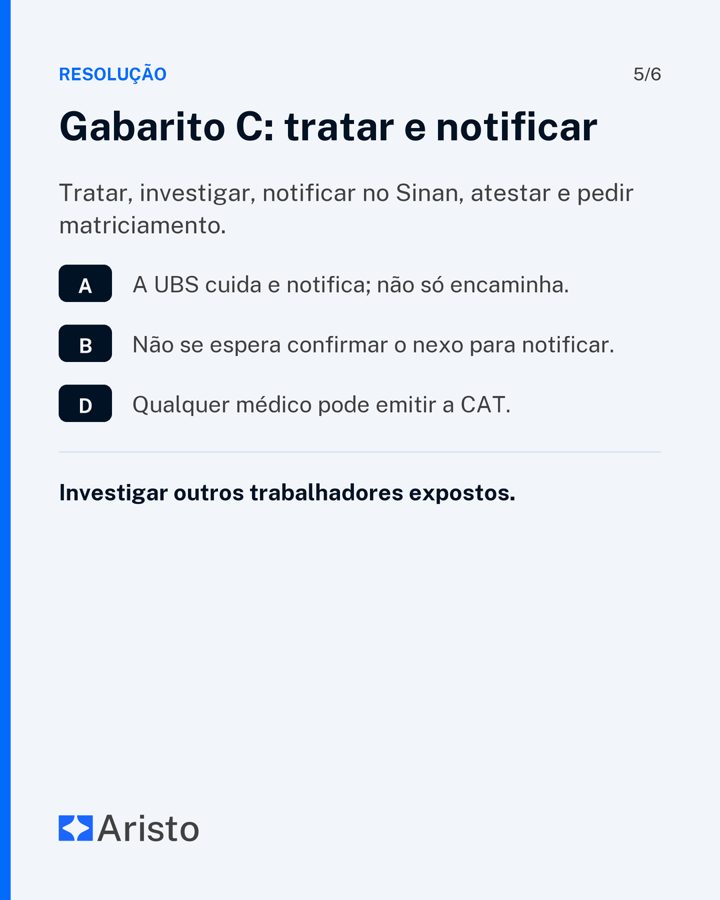 RESOLUÇÃO
5/6
Gabarito C: tratar e notificar
Tratar, investigar, notificar no Sinan, atestar e pedir
matriciamento.
A A UBS cuida e notifica; não só encaminha.
B Não se espera confirmar o nexo para notificar.
D Qualquer médico pode emitir a CAT.
Investigar outros trabalhadores expostos.
Aristo